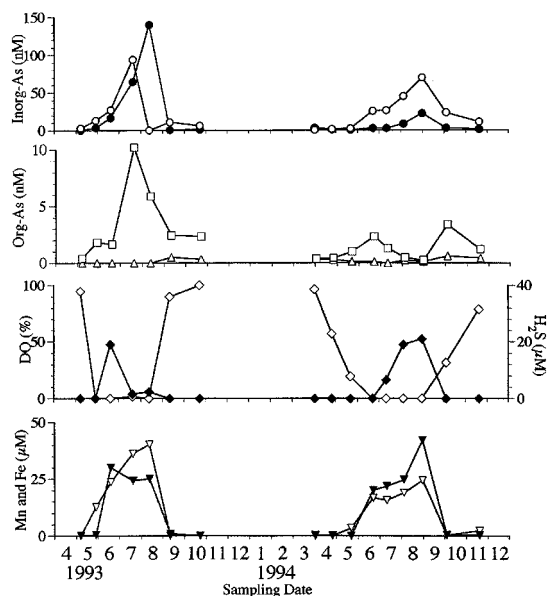 Inorg-As (nM)
150
100
50
0
Org-As (nM)
10
5
0
DO (%)
100
50
0
H2S (µM)
40
20
0
Mn and Fe (µM)
50
25
0
4 5 6 7 8 9 10 11 12 1 2 3 4 5 6 7 8 9 10 11 12
1993 1994
Sampling Date